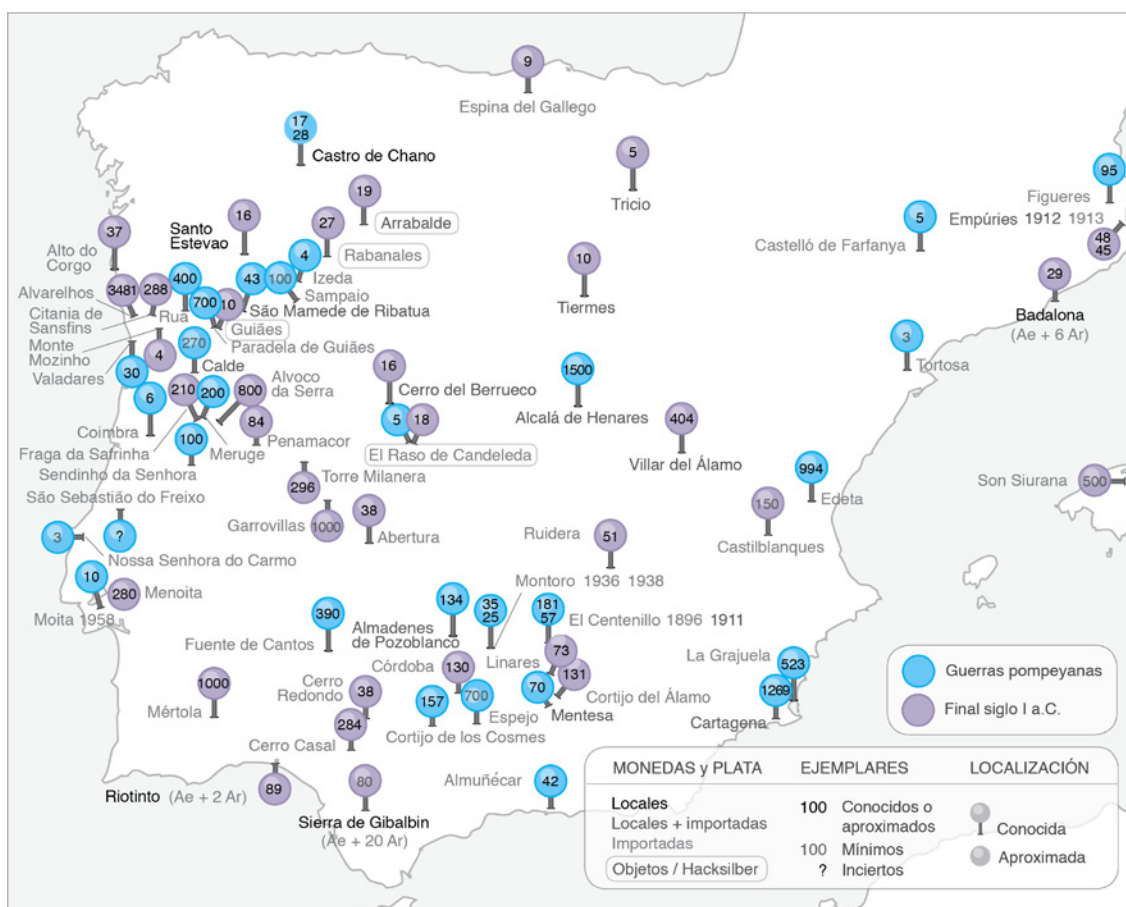 9
Espina del Gallego
17
28
Castro de Chano
5
Tricio
95
Figueres
19
Arrabalde
16
Santo
Estevao
27
Rabanales
5
Castelló de Farfanya
Empúries 1912 1913
48
45
37
Alto do
Corgo
4
Izeda
10
Tiermes
29
Badalona
(Ae + 6 Ar)
3481
288
400
43
100
Sampaio
Alvarelhos
Citania de
Sansfins
Rua
700
10
São Mamede de Ribatua
Guiães
Paradela de Guiães
Monte
Mozinho
Valadares
4
270
Calde
3
Tortosa
30
6
Coimbra
210
200
800
Alvoco
da Serra
16
Cerro del Berrueco
1500
Alcalá de Henares
84
Penamacor
5
18
El Raso de Candeleda
404
Villar del Álamo
Fraga da Safrinha
100
Meruge
Sendinho da Senhora
São Sebastião do Freixo
Torre Milanera
296
994
Edeta
Son Siurana
500
3
?
Nossa Senhora do Carmo
Garrovillas
1000
38
Abertura
Ruidera
51
150
Castilblanques
10
280
Menoita
Moita 1958
Montoro 1936 1938
390
Fuente de Cantos
134
Almadenes
de Pozoblanco
35
25
181
57
El Centenillo 1896 1911
73
Linares
131
Cortijo del Álamo
70
Mentesa
La Grajuela
523
1269
Cartagena
1000
Mértola
Cerro
Redondo
38
Córdoba
130
157
700
Espejo
Cortijo de los Cosmes
284
Cerro Casal
89
Riotinto (Ae + 2 Ar)
80
Sierra de Gibalbin
(Ae + 20 Ar)
Almuñécar
42
Guerras pompeyanas
Final siglo I a.C.
MONEDAS y PLATA
Locales
Locales + importadas
Importadas
Objetos / Hacksilber
EJEMPLARES
100 Conocidos o
aproximados
100 Mínimos
? Inciertos
LOCALIZACIÓN
Conocida
Aproximada